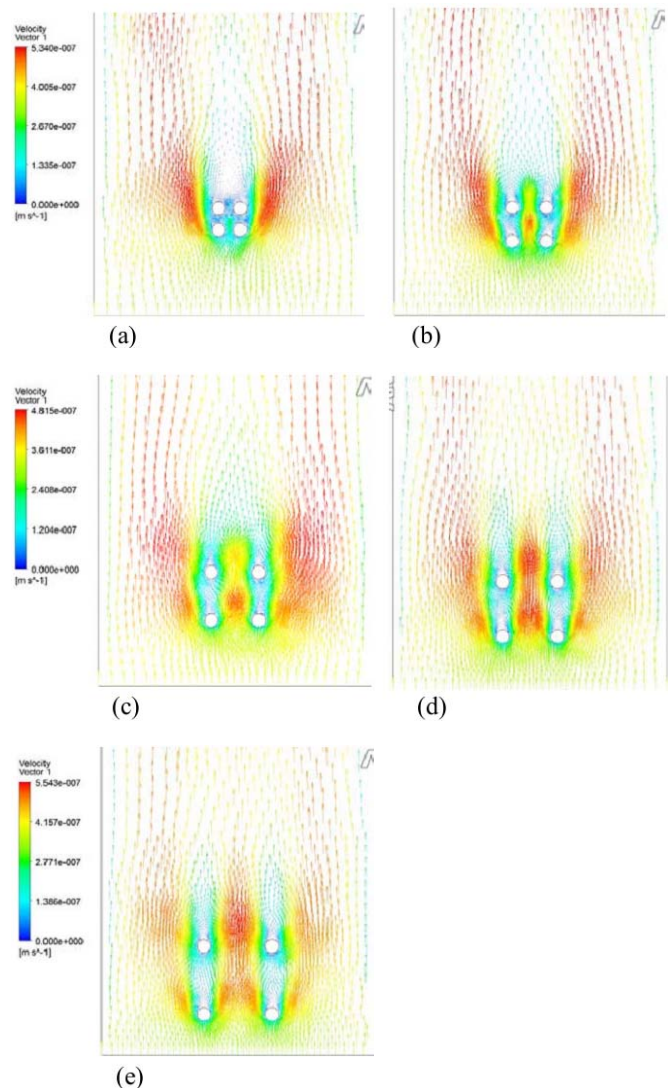 Velocity
Vector 1
5.340e-007
4.005e-007
2.670e-007
1.335e-007
0.000e+000
[m s^-1]
(a)
(b)
Velocity
Vector 1
4.815e-007
3.611e-007
2.408e-007
1.204e-007
0.000e+000
[m s^-1]
(c)
(d)
Velocity
Vector 1
5.543e-007
4.157e-007
2.771e-007
1.386e-007
0.000e+000
[m s^-1]
(e)